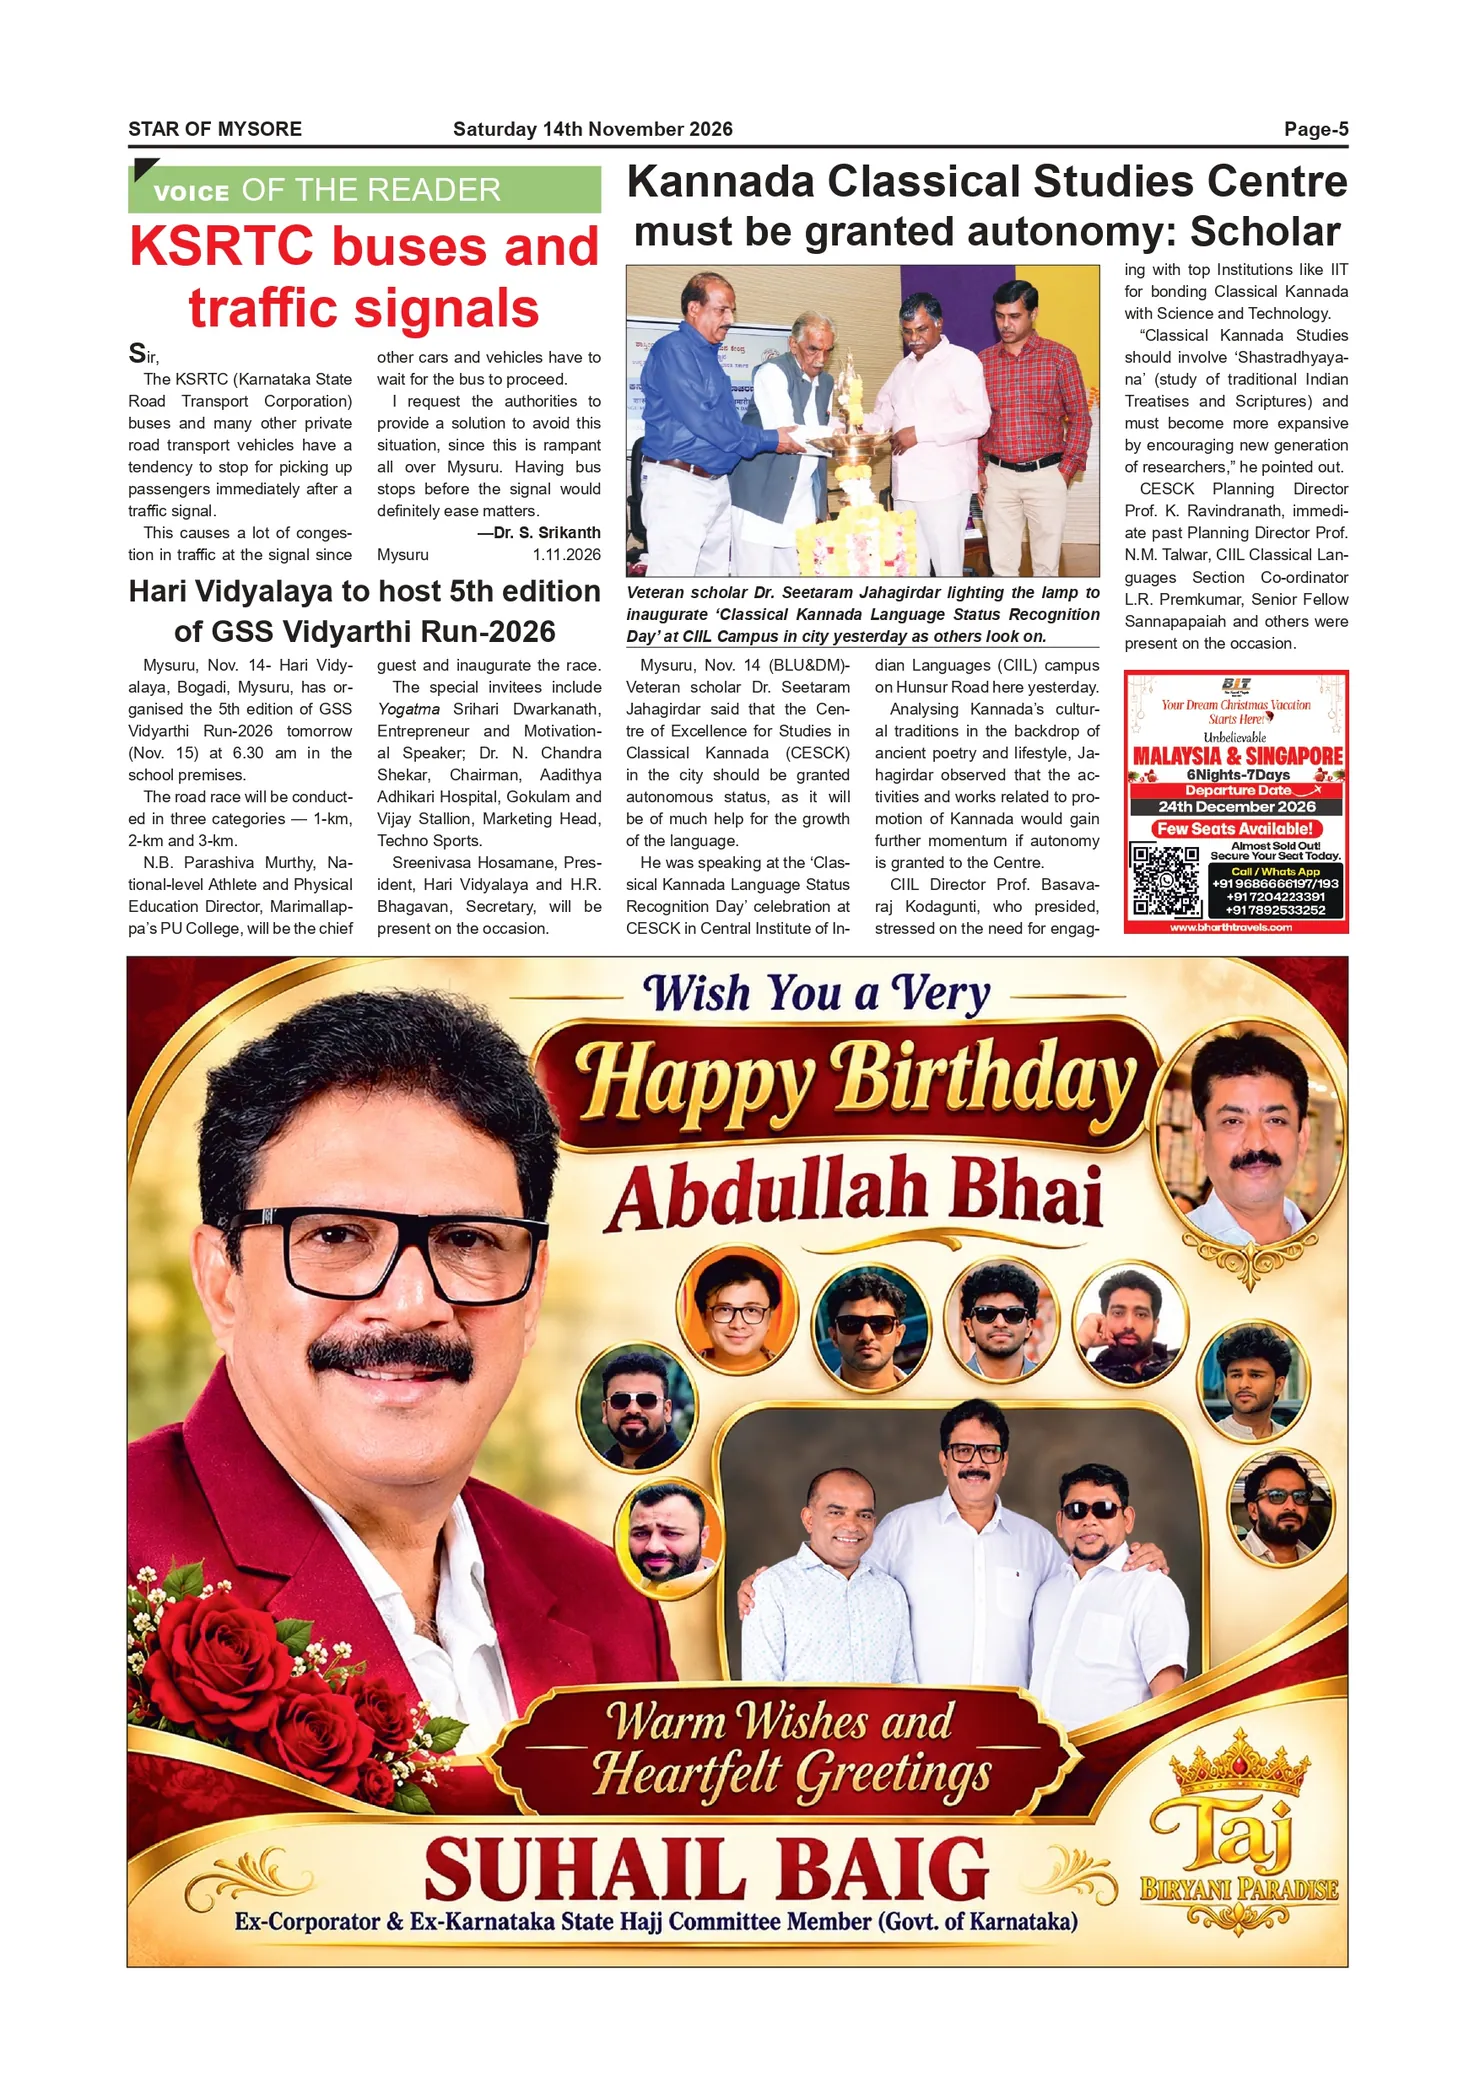 STAR OF MYSORE
Saturday 14th November 2026
Page-5
VOICE OF THE READER
KSRTC buses and
traffic signals
Sir,
The KSRTC (Karnataka State
Road Transport Corporation)
buses and many other private
road transport vehicles have a
tendency to stop for picking up
passengers immediately after a
traffic signal.
This causes a lot of conges-
tion in traffic at the signal since
other cars and vehicles have to
wait for the bus to proceed.
I request the authorities to
provide a solution to avoid this
situation, since this is rampant
all over Mysuru. Having bus
stops before the signal would
definitely ease matters.
—Dr. S. Srikanth
Mysuru 1.11.2026
Hari Vidyalaya to host 5th edition
of GSS Vidyarthi Run-2026
Mysuru, Nov. 14- Hari Vidy-
alaya, Bogadi, Mysuru, has or-
ganised the 5th edition of GSS
Vidyarthi Run-2026 tomorrow
(Nov. 15) at 6.30 am in the
school premises.
The road race will be conduct-
ed in three categories — 1-km,
2-km and 3-km.
N.B. Parashiva Murthy, Na-
tional-level Athlete and Physical
Education Director, Marimallap-
pa's PU College, will be the chief
guest and inaugurate the race.
The special invitees include
Yogatma Srihari Dwarkanath,
Entrepreneur and Motivation-
al Speaker; Dr. N. Chandra
Shekar, Chairman, Aadithya
Adhikari Hospital, Gokulam and
Vijay Stallion, Marketing Head,
Techno Sports.
Sreenivasa Hosamane, Pres-
ident, Hari Vidyalaya and H.R.
Bhagavan, Secretary, will be
present on the occasion.
Kannada Classical Studies Centre
must be granted autonomy: Scholar
Veteran scholar Dr. Seetaram Jahagirdar lighting the lamp to
inaugurate 'Classical Kannada Language Status Recognition
Day' at CIIL Campus in city yesterday as others look on.
Mysuru, Nov. 14 (BLU&DM)-
Veteran scholar Dr. Seetaram
Jahagirdar said that the Cen-
tre of Excellence for Studies in
Classical Kannada (CESCK)
in the city should be granted
autonomous status, as it will
be of much help for the growth
of the language.
He was speaking at the 'Clas-
sical Kannada Language Status
Recognition Day' celebration at
CESCK in Central Institute of In-
dian Languages (CIIL) campus
on Hunsur Road here yesterday.
Analysing Kannada's cultur-
al traditions in the backdrop of
ancient poetry and lifestyle, Ja-
hagirdar observed that the ac-
tivities and works related to pro-
motion of Kannada would gain
further momentum if autonomy
is granted to the Centre.
CIIL Director Prof. Basava-
raj Kodagunti, who presided,
stressed on the need for engag-
ing with top Institutions like IIT
for bonding Classical Kannada
with Science and Technology.
"Classical Kannada Studies
should involve 'Shastradhyaya-
na' (study of traditional Indian
Treatises and Scriptures) and
must become more expansive
by encouraging new generation
of researchers," he pointed out.
CESCK Planning Director
Prof. K. Ravindranath, immedi-
ate past Planning Director Prof.
N.M. Talwar, CIIL Classical Lan-
guages Section Co-ordinator
L.R. Premkumar, Senior Fellow
Sannapapaiah and others were
present on the occasion.
BLT
Your Dream Christmas Vacation
Starts Here!
Unbelievable
MALAYSIA & SINGAPORE
6Nights-7Days
Departure Date
24th December 2026
Few Seats Available!
Almost Sold Out!
Secure Your Seat Today.
Call / Whats App
+91 9686666197/193
+91 7204223391
+91 7892533252
www.bharthtravels.com
Wish You a Very
Happy Birthday
Abdullah Bhai
Warm Wishes and
Heartfelt Greetings
SUHAIL BAIG
Ex-Corporator & Ex-Karnataka State Hajj Committee Member (Govt. of Karnataka)
Taj
BIRYANI PARADISE